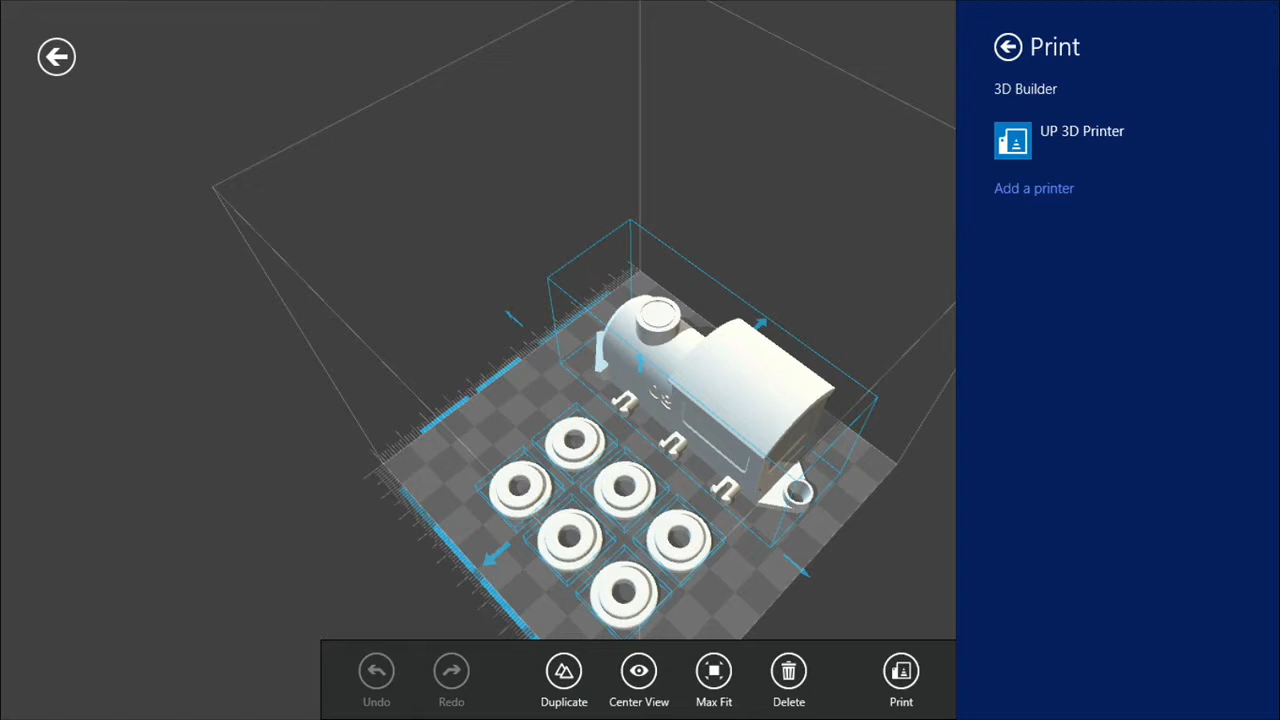 Print
3D Builder
UP 3D Printer
Add a printer
Undo
Redo
Duplicate
Center View
Max Fit
Delete
Print